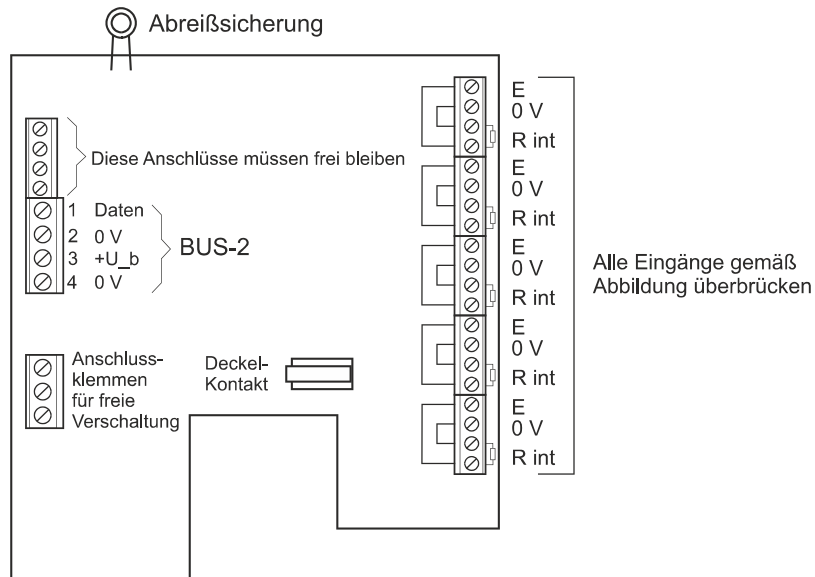 Abreißsicherung
Diese Anschlüsse müssen frei bleiben
1 Daten
2 0 V
3 +U_b
4 0 V
BUS-2
Anschluss-
klemmen
für freie
Verschaltung
Deckel-
Kontakt
E
0 V
R int
E
0 V
R int
E
0 V
R int
E
0 V
R int
E
0 V
R int
Alle Eingänge gemäß
Abbildung überbrücken